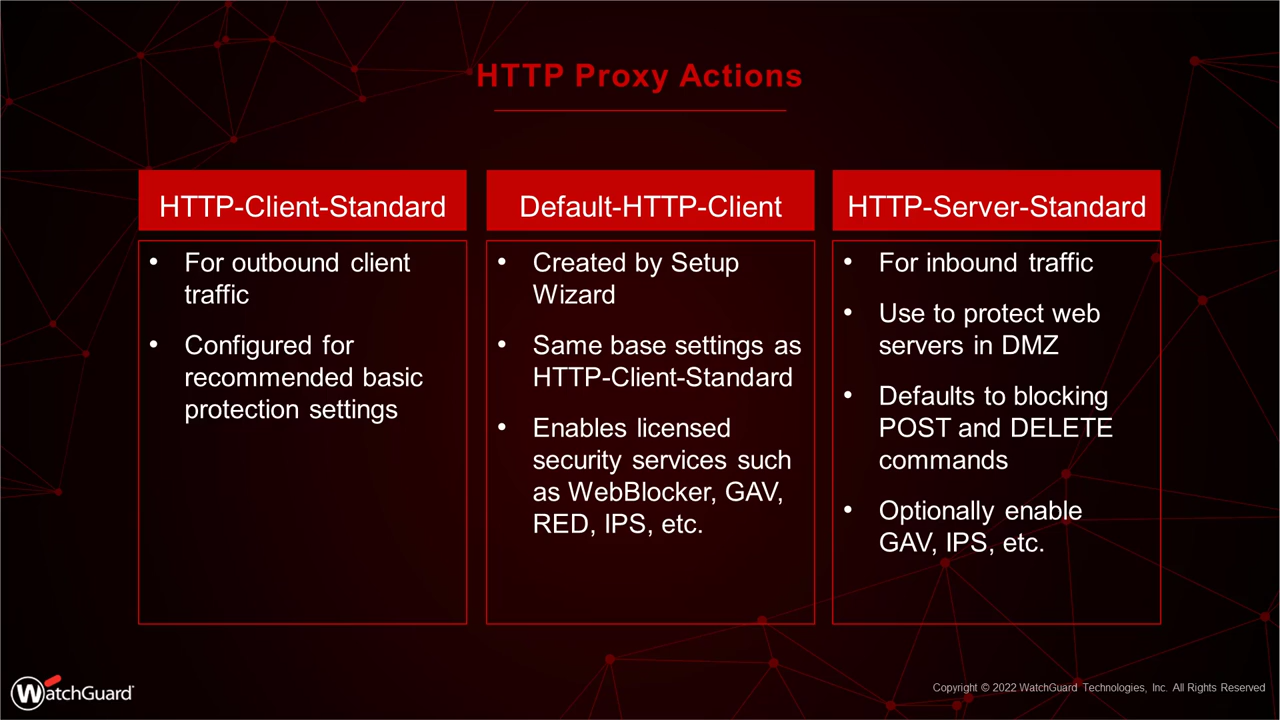 HTTP Proxy Actions
HTTP-Client-Standard
• For outbound client
traffic
• Configured for
recommended basic
protection settings
Default-HTTP-Client
• Created by Setup
Wizard
• Same base settings as
HTTP-Client-Standard
• Enables licensed
security services such
as WebBlocker, GAV,
RED, IPS, etc.
HTTP-Server-Standard
• For inbound traffic
• Use to protect web
servers in DMZ
• Defaults to blocking
POST and DELETE
commands
• Optionally enable
GAV, IPS, etc.
WatchGuard
Copyright © 2022 WatchGuard Technologies, Inc. All Rights Reserved